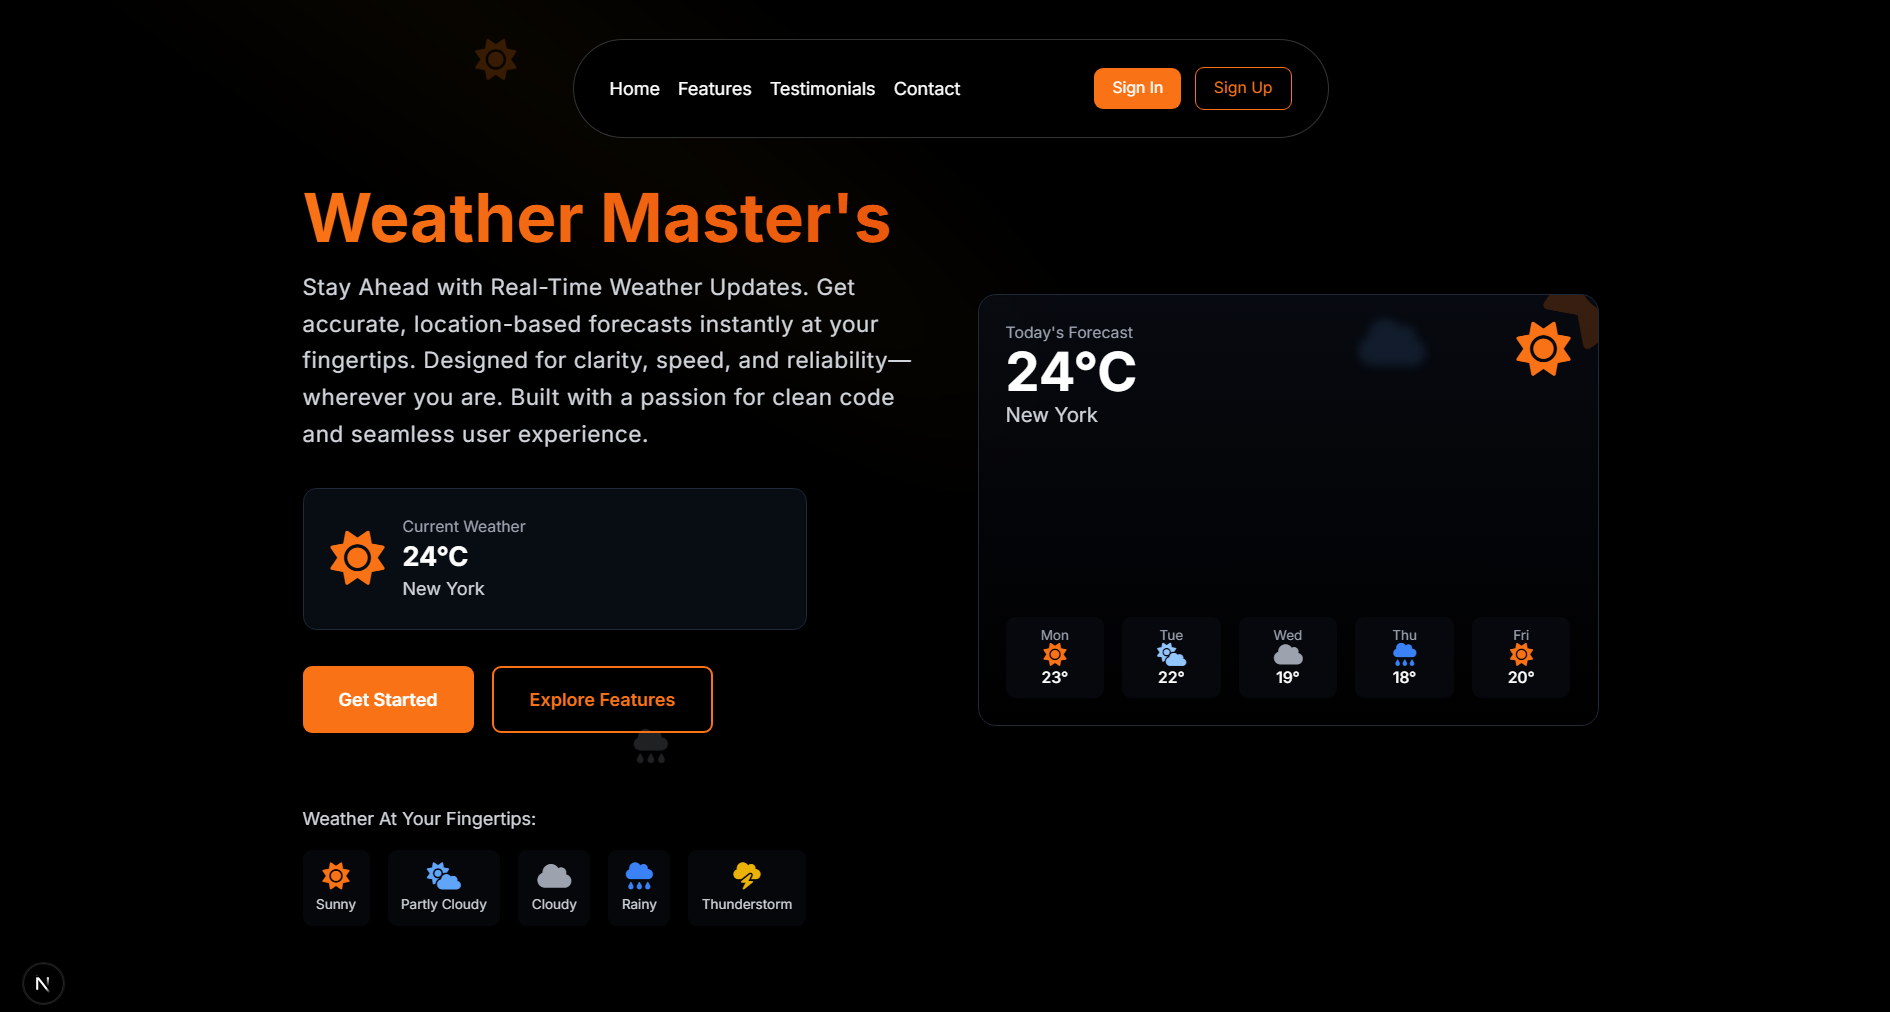 Home Features Testimonials Contact Sign In Sign Up
Weather Master's
Stay Ahead with Real-Time Weather Updates. Get
accurate, location-based forecasts instantly at your
fingertips. Designed for clarity, speed, and reliability—
wherever you are. Built with a passion for clean code
and seamless user experience.
Current Weather
24°C
New York
Get Started Explore Features
Weather At Your Fingertips:
Sunny Partly Cloudy Cloudy Rainy Thunderstorm
Today's Forecast
24°C
New York
Mon Tue Wed Thu Fri
23° 22° 19° 18° 20°
N